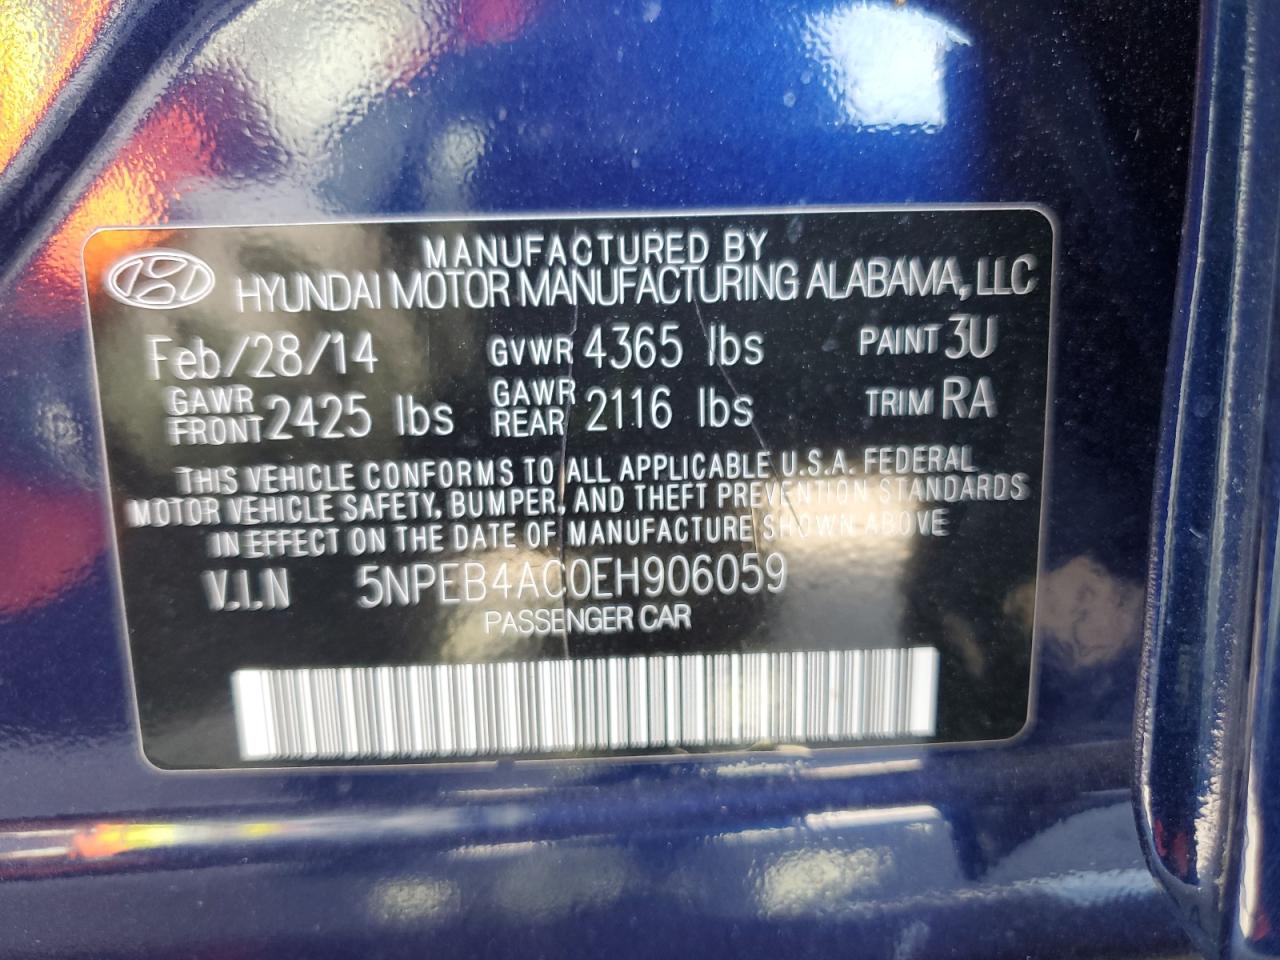 MANUFACTURED BY
HYUNDAI MOTOR MANUFACTURING ALABAMA, LLC
Feb/28/14 GVWR 4365 lbs PAINT 3U
GAWR FRONT 2425 lbs GAWR REAR 2116 lbs TRIM RA
THIS VEHICLE CONFORMS TO ALL APPLICABLE U.S.A. FEDERAL
MOTOR VEHICLE SAFETY, BUMPER, AND THEFT PREVENTION STANDARDS
IN EFFECT ON THE DATE OF MANUFACTURE SHOWN ABOVE
V.I.N 5NPEB4AC0EH906059
PASSENGER CAR